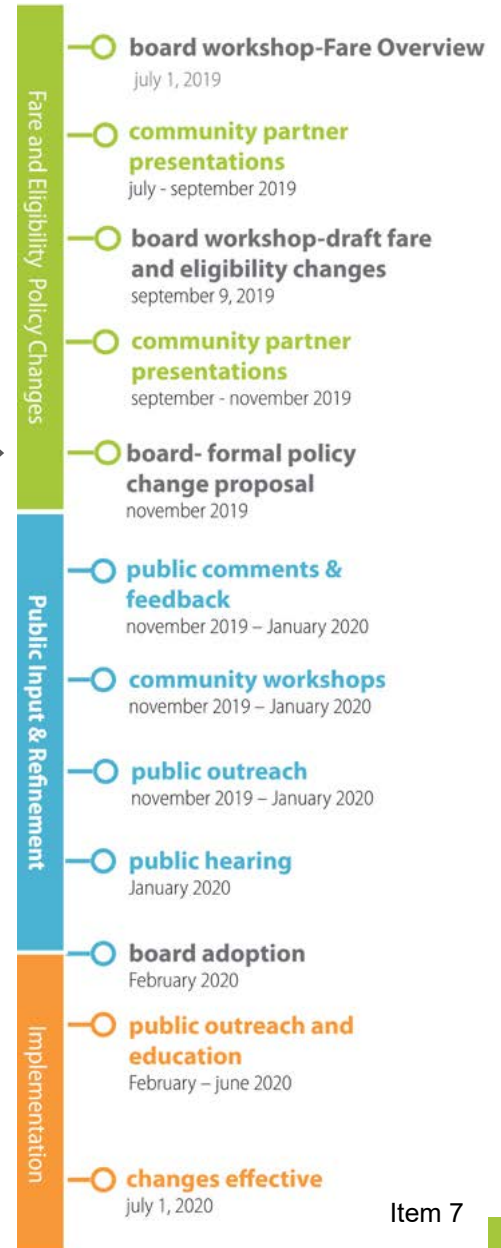 Fare and Eligibility Policy Changes
board workshop-Fare Overview
july 1, 2019
community partner
presentations
july - september 2019
board workshop-draft fare
and eligibility changes
september 9, 2019
community partner
presentations
september - november 2019
board- formal policy
change proposal
november 2019
Public Input & Refinement
public comments &
feedback
november 2019 – January 2020
community workshops
november 2019 – January 2020
public outreach
november 2019 – January 2020
public hearing
January 2020
board adoption
February 2020
Implementation
public outreach and
education
February – june 2020
changes effective
july 1, 2020
Item 7